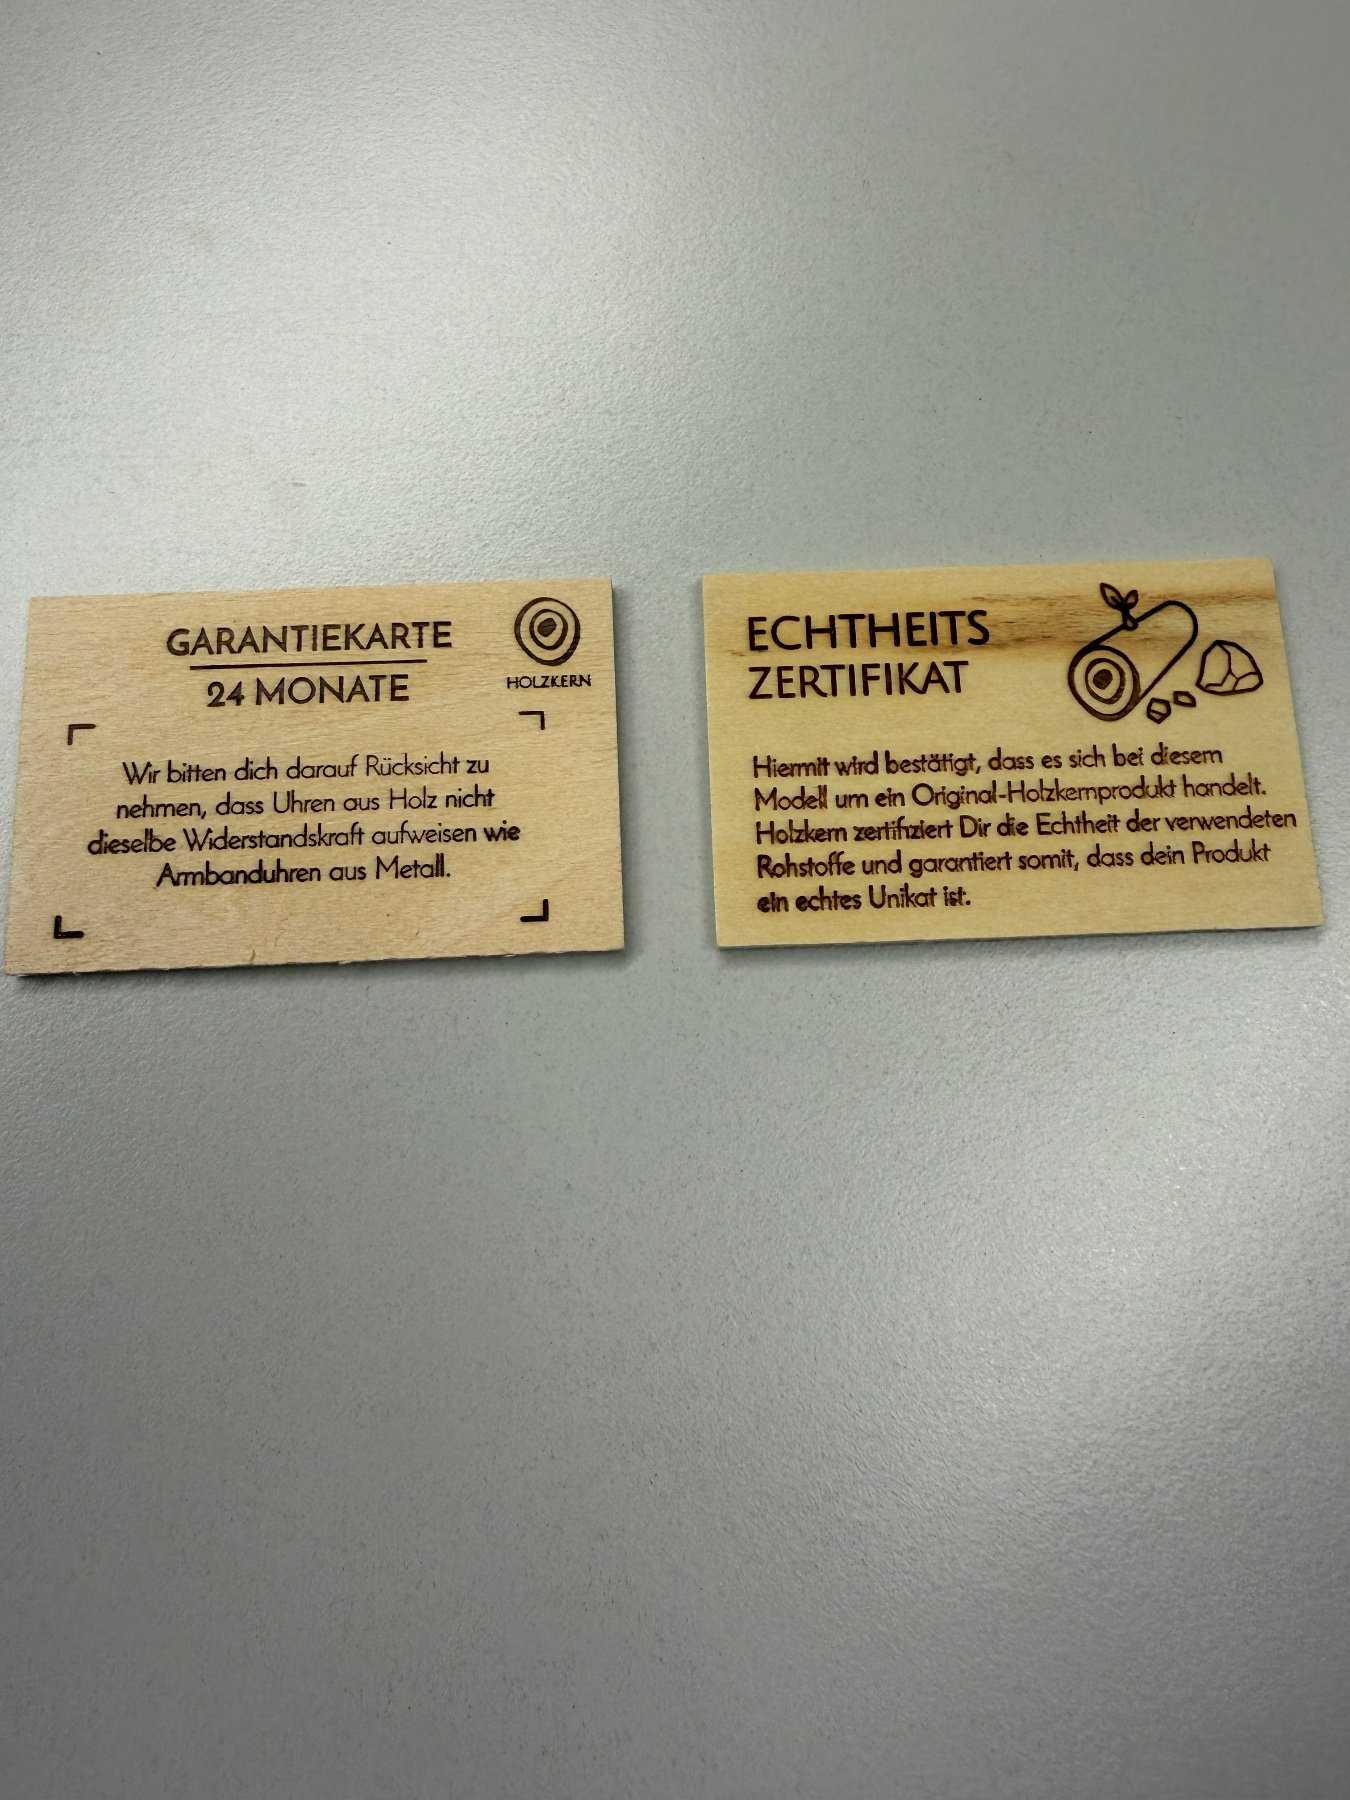 GARANTIEKARTE
24 MONATE
HOLZKERN
Wir bitten dich darauf Rücksicht zu
nehmen, dass Uhren aus Holz nicht
dieselbe Widerstandskraft aufweisen wie
Armbanduhren aus Metall.
ECHTHEITS
ZERTIFIKAT
Hiermit wird bestätigt, dass es sich bei diesem
Modell um ein Original-Holzkernprodukt handelt.
Holzkern zertifiziert Dir die Echtheit der verwendeten
Rohstoffe und garantiert somit, dass dein Produkt
ein echtes Unikat ist.